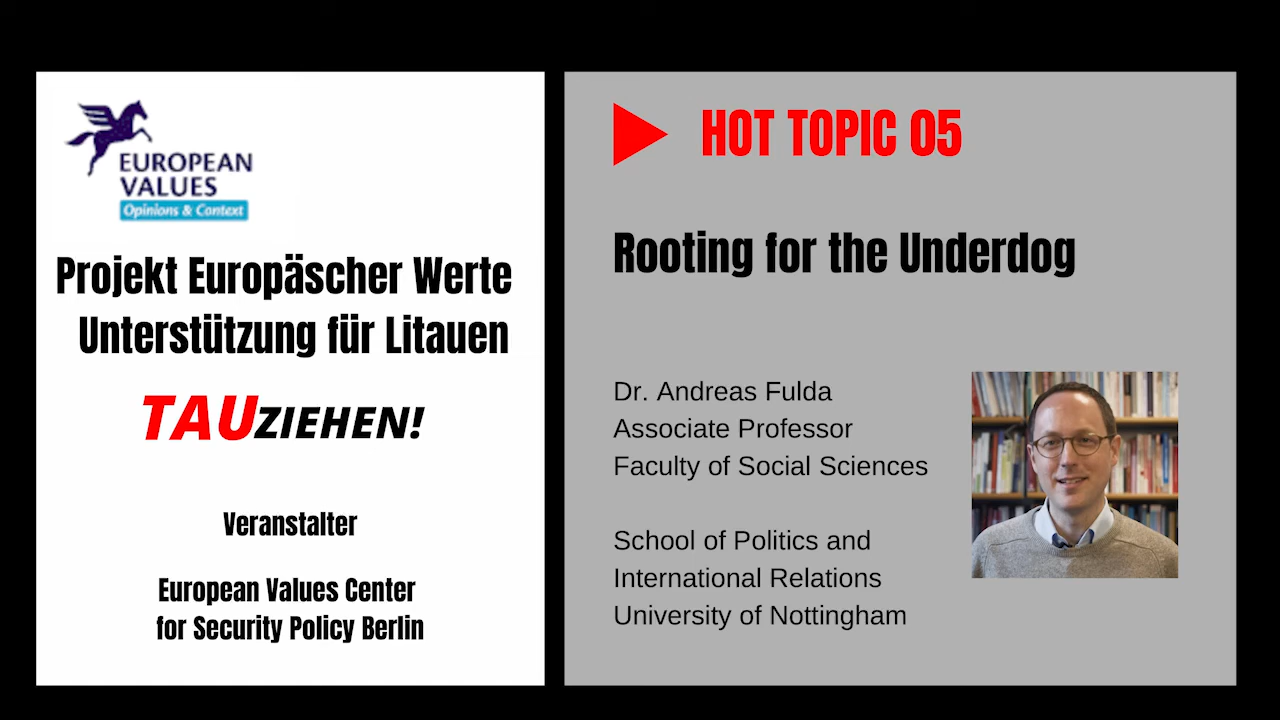 EUROPEAN
VALUES
Opinions & Context
Projekt Europäscher Werte
Unterstützung für Litauen
TAUZIEHEN!
Veranstalter
European Values Center
for Security Policy Berlin
HOT TOPIC 05
Rooting for the Underdog
Dr. Andreas Fulda
Associate Professor
Faculty of Social Sciences
School of Politics and
International Relations
University of Nottingham